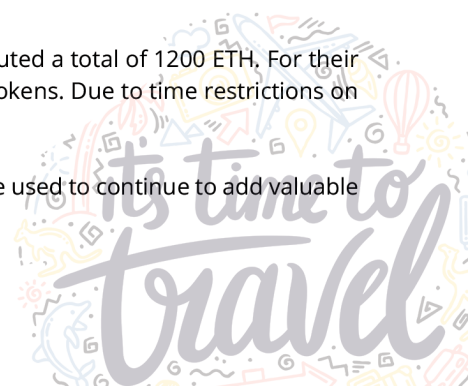 uted a total of 1200 ETH. For their
okens. Due to time restrictions on
e used to continue to add valuable
it's time to
travel